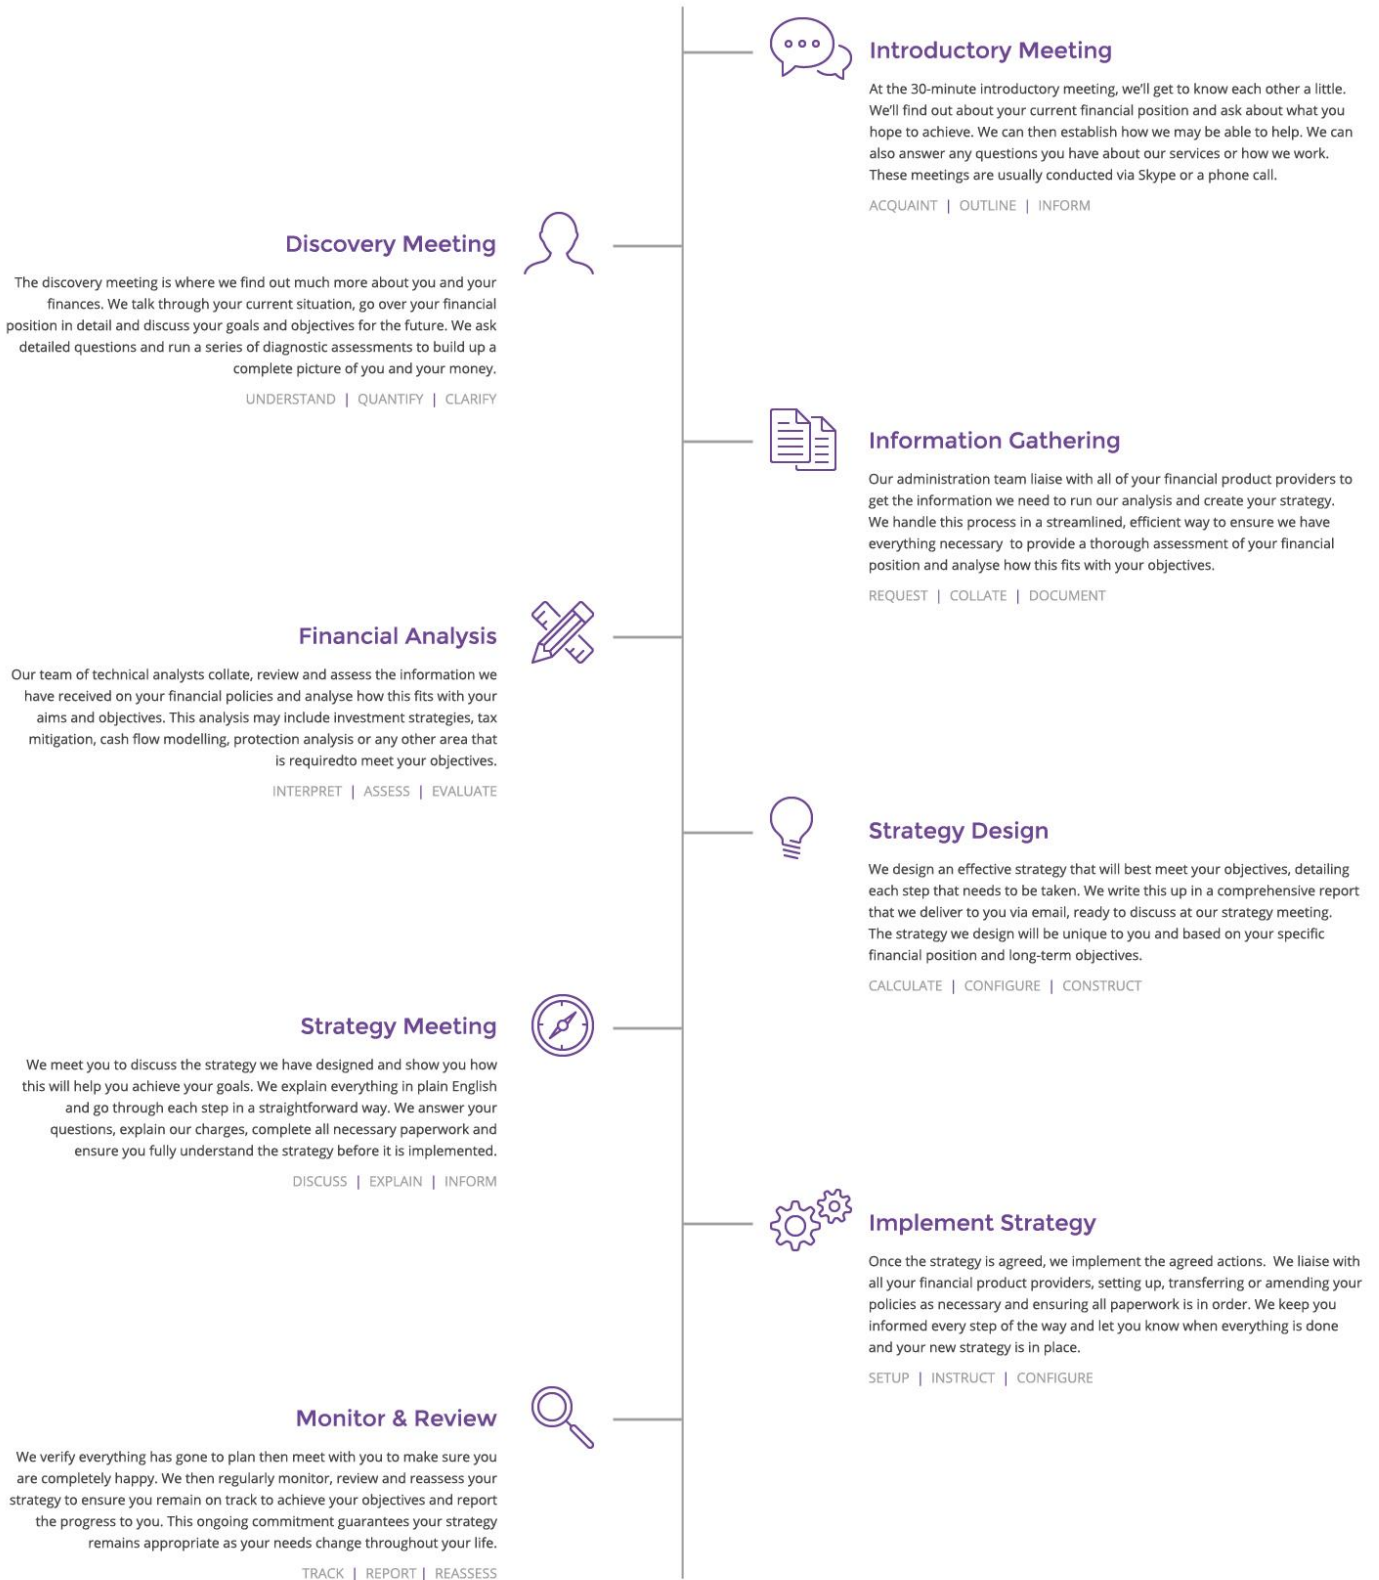 Introductory Meeting
At the 30-minute introductory meeting, we'll get to know each other a little.
We'll find out about your current financial position and ask about what you
hope to achieve. We can then establish how we may be able to help. We can
also answer any questions you have about our services or how we work.
These meetings are usually conducted via Skype or a phone call.
ACQUAINT | OUTLINE | INFORM
Discovery Meeting
The discovery meeting is where we find out much more about you and your
finances. We talk through your current situation, go over your financial
position in detail and discuss your goals and objectives for the future. We ask
detailed questions and run a series of diagnostic assessments to build up a
complete picture of you and your money.
UNDERSTAND | QUANTIFY | CLARIFY
Information Gathering
Our administration team liaise with all of your financial product providers to
get the information we need to run our analysis and create your strategy.
We handle this process in a streamlined, efficient way to ensure we have
everything necessary  to provide a thorough assessment of your financial
position and analyse how this fits with your objectives.
REQUEST | COLLATE | DOCUMENT
Financial Analysis
Our team of technical analysts collate, review and assess the information we
have received on your financial policies and analyse how this fits with your
aims and objectives. This analysis may include investment strategies, tax
mitigation, cash flow modelling, protection analysis or any other area that
is requiredto meet your objectives.
INTERPRET | ASSESS | EVALUATE
Strategy Design
We design an effective strategy that will best meet your objectives, detailing
each step that needs to be taken. We write this up in a comprehensive report
that we deliver to you via email, ready to discuss at our strategy meeting.
The strategy we design will be unique to you and based on your specific
financial position and long-term objectives.
CALCULATE | CONFIGURE | CONSTRUCT
Strategy Meeting
We meet you to discuss the strategy we have designed and show you how
this will help you achieve your goals. We explain everything in plain English
and go through each step in a straightforward way. We answer your
questions, explain our charges, complete all necessary paperwork and
ensure you fully understand the strategy before it is implemented.
DISCUSS | EXPLAIN | INFORM
Implement Strategy
Once the strategy is agreed, we implement the agreed actions.  We liaise with
all your financial product providers, setting up, transferring or amending your
policies as necessary and ensuring all paperwork is in order. We keep you
informed every step of the way and let you know when everything is done
and your new strategy is in place.
SETUP | INSTRUCT | CONFIGURE
Monitor & Review
We verify everything has gone to plan then meet with you to make sure you
are completely happy. We then regularly monitor, review and reassess your
strategy to ensure you remain on track to achieve your objectives and report
the progress to you. This ongoing commitment guarantees your strategy
remains appropriate as your needs change throughout your life.
TRACK | REPORT | REASSESS